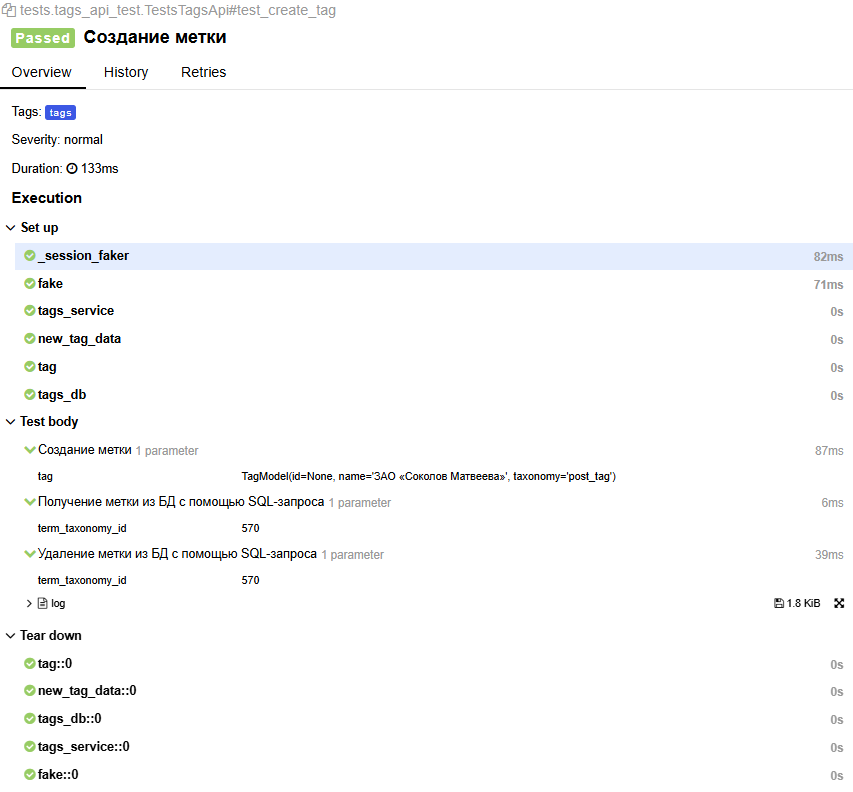 tests.tags_api_test.TestsTagsApi#test_create_tag
Passed Создание метки
Overview History Retries
Tags: tags
Severity: normal
Duration: 133ms
Execution
Set up
_session_faker 82ms
fake 71ms
tags_service 0s
new_tag_data 0s
tag 0s
tags_db 0s
Test body
Создание метки 1 parameter 87ms
tag TagModel(id=None, name='ЗАО «Соколов Матвеева»', taxonomy='post_tag')
Получение метки из БД с помощью SQL-запроса 1 parameter 6ms
term_taxonomy_id 570
Удаление метки из БД с помощью SQL-запроса 1 parameter 39ms
term_taxonomy_id 570
log 1.8 KiB
Tear down
tag::0 0s
new_tag_data::0 0s
tags_db::0 0s
tags_service::0 0s
fake::0 0s